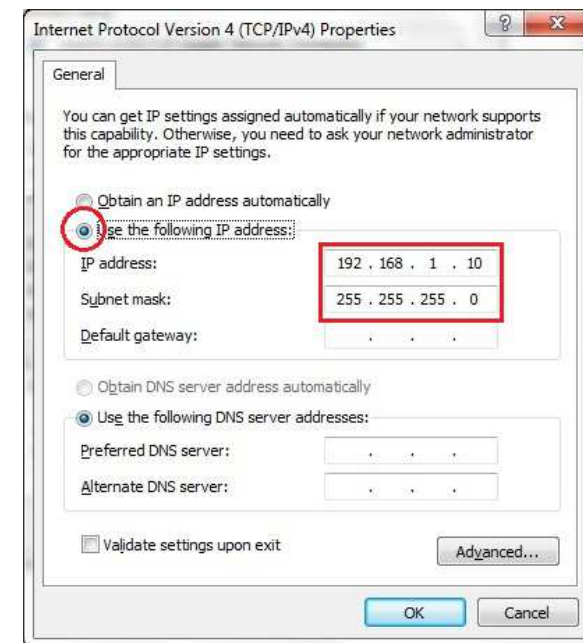 Internet Protocol Version 4 (TCP/IPv4) Properties
General
You can get IP settings assigned automatically if your network supports
this capability. Otherwise, you need to ask your network administrator
for the appropriate IP settings.
Obtain an IP address automatically
Use the following IP address:
IP address: 192 . 168 . 1 . 10
Subnet mask: 255 . 255 . 255 . 0
Default gateway: . . .
Obtain DNS server address automatically
Use the following DNS server addresses:
Preferred DNS server: . . .
Alternate DNS server: . . .
Validate settings upon exit
Advanced...
OK Cancel